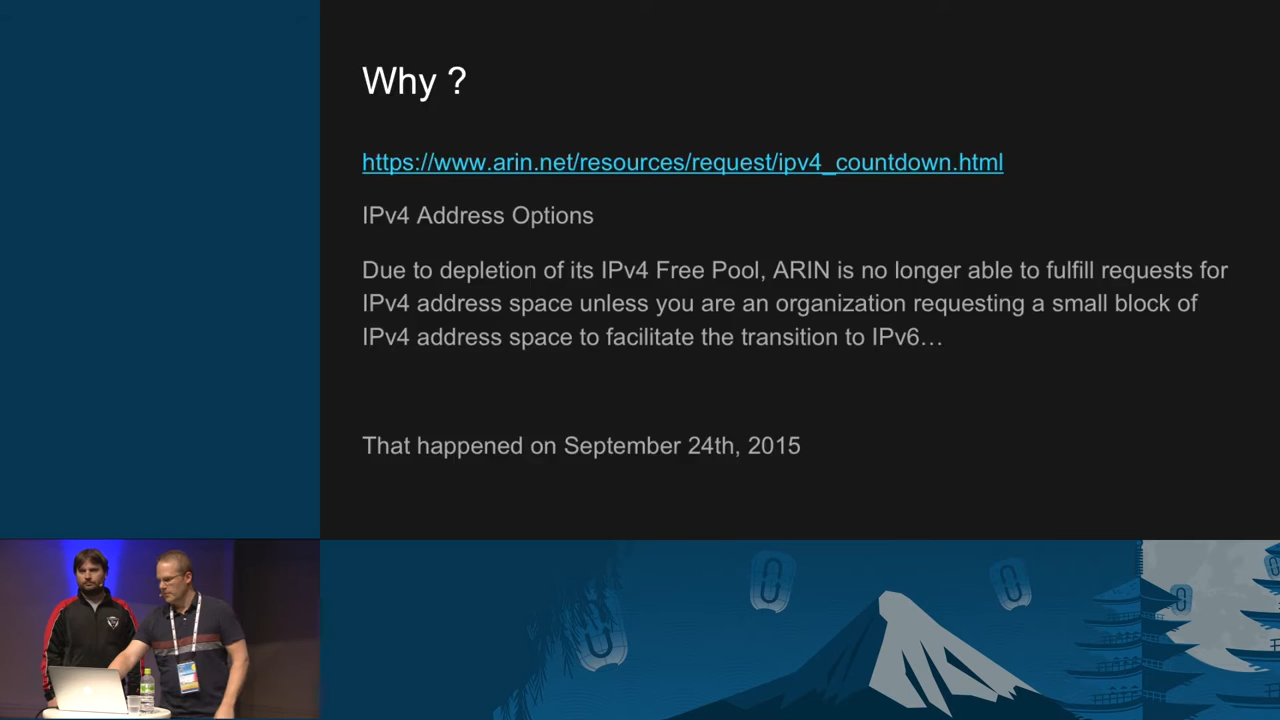 Why ?
https://www.arin.net/resources/request/ipv4_countdown.html
IPv4 Address Options
Due to depletion of its IPv4 Free Pool, ARIN is no longer able to fulfill requests for
IPv4 address space unless you are an organization requesting a small block of
IPv4 address space to facilitate the transition to IPv6…
That happened on September 24th, 2015